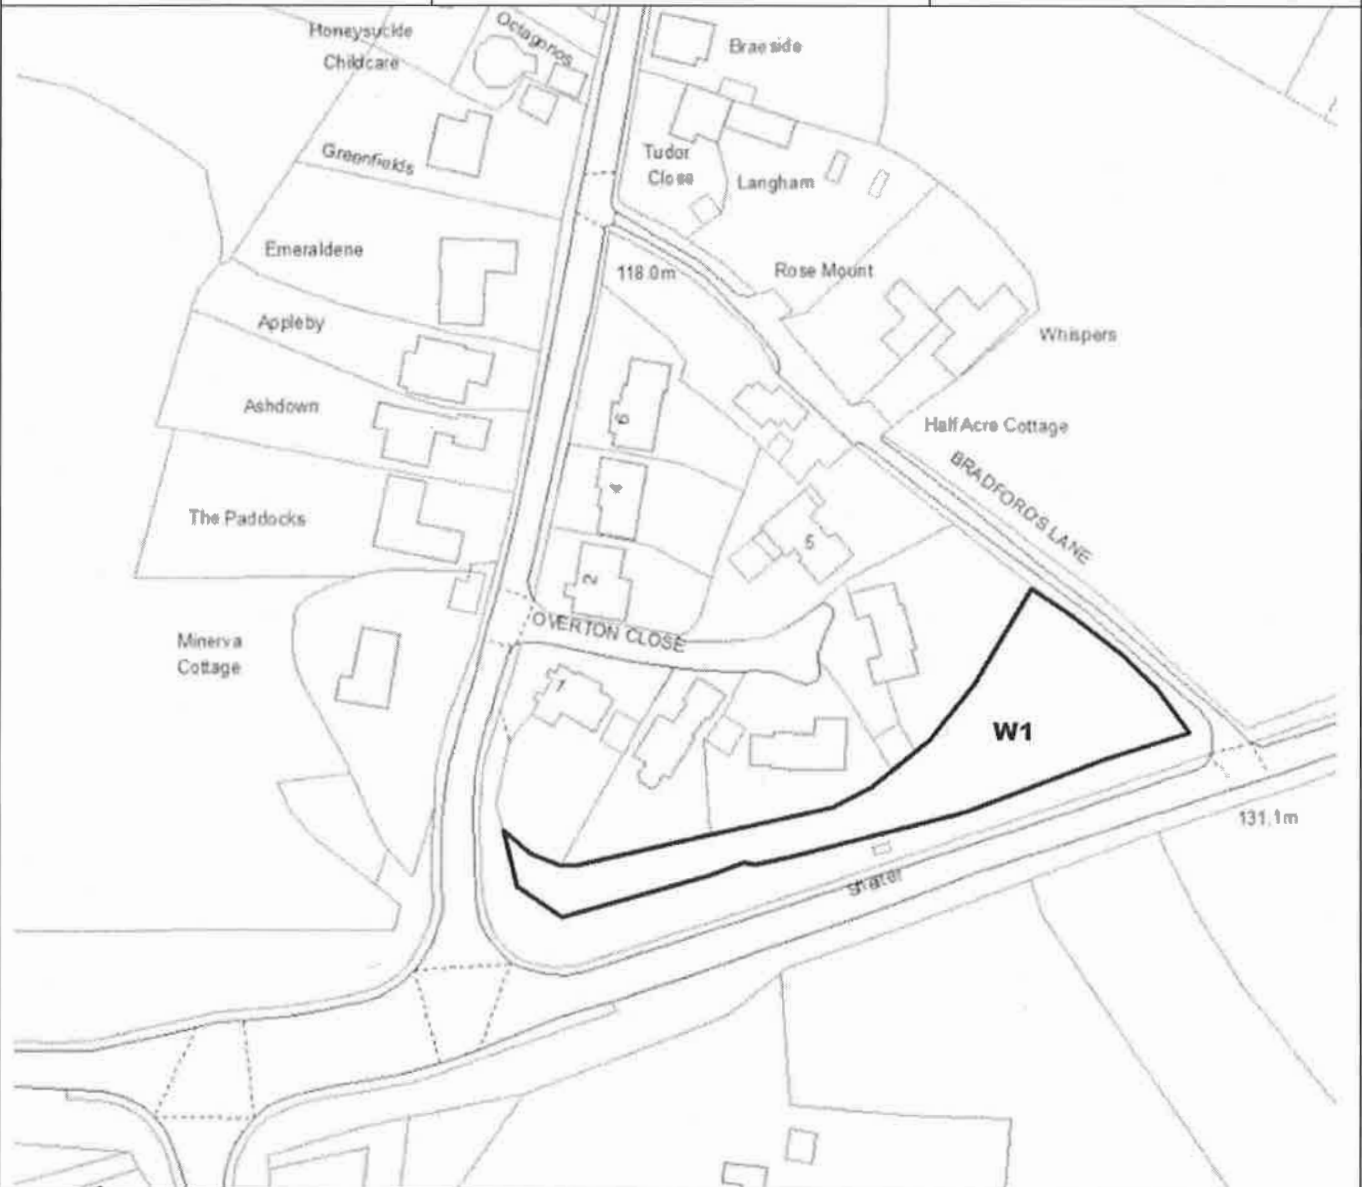 Honeysuckle
Childcare
Octagonos
Braeside
Greenfields
Tudor
Close
Langham
Emeraldene
118.0m
Rose Mount
Appleby
Whispers
Ashdown
6
Half Acre Cottage
BRADFORD'S LANE
The Paddocks
4
5
2
OVERTON CLOSE
Minerva
Cottage
1
W1
131.1m
Shelter